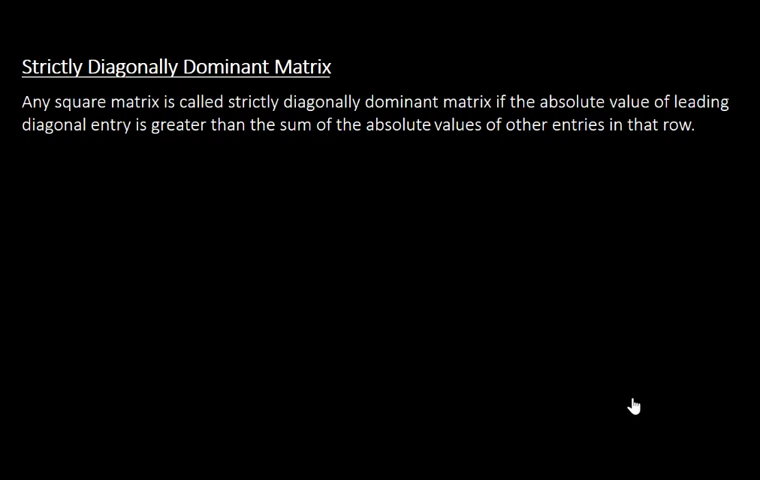 Strictly Diagonally Dominant Matrix
Any square matrix is called strictly diagonally dominant matrix if the absolute value of leading
diagonal entry is greater than the sum of the absolute values of other entries in that row.